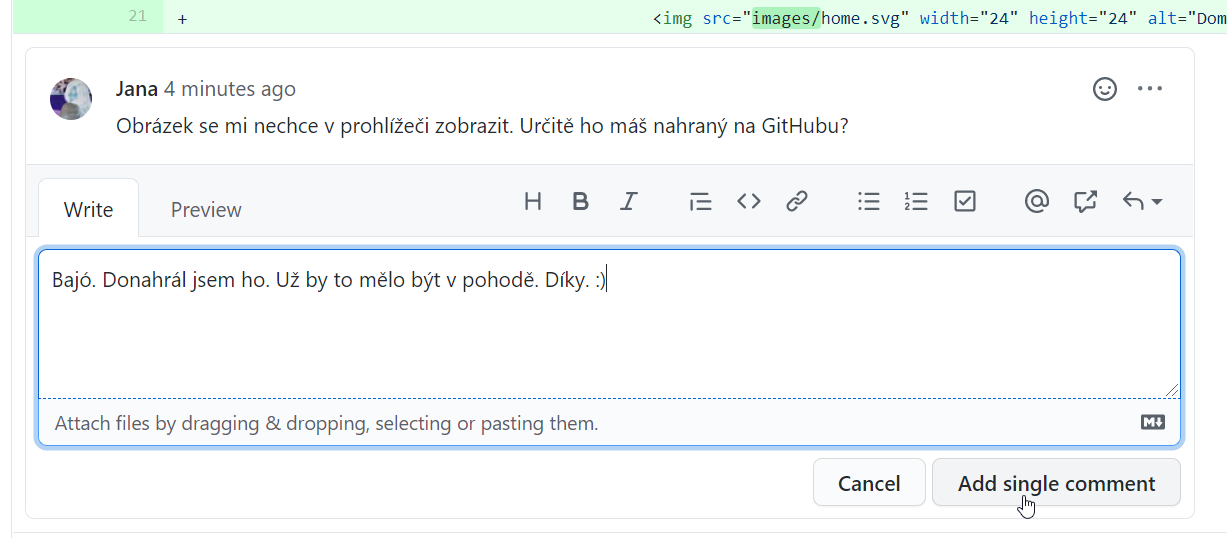 21 + <img src="images/home.svg" width="24" height="24" alt="Dom
Jana 4 minutes ago
Obrázek se mi nechce v prohlížeči zobrazit. Určitě ho máš nahraný na GitHubu?
Write Preview
Bajó. Donahrál jsem ho. Už by to mělo být v pohodě. Díky. :)
Attach files by dragging & dropping, selecting or pasting them.
Cancel Add single comment